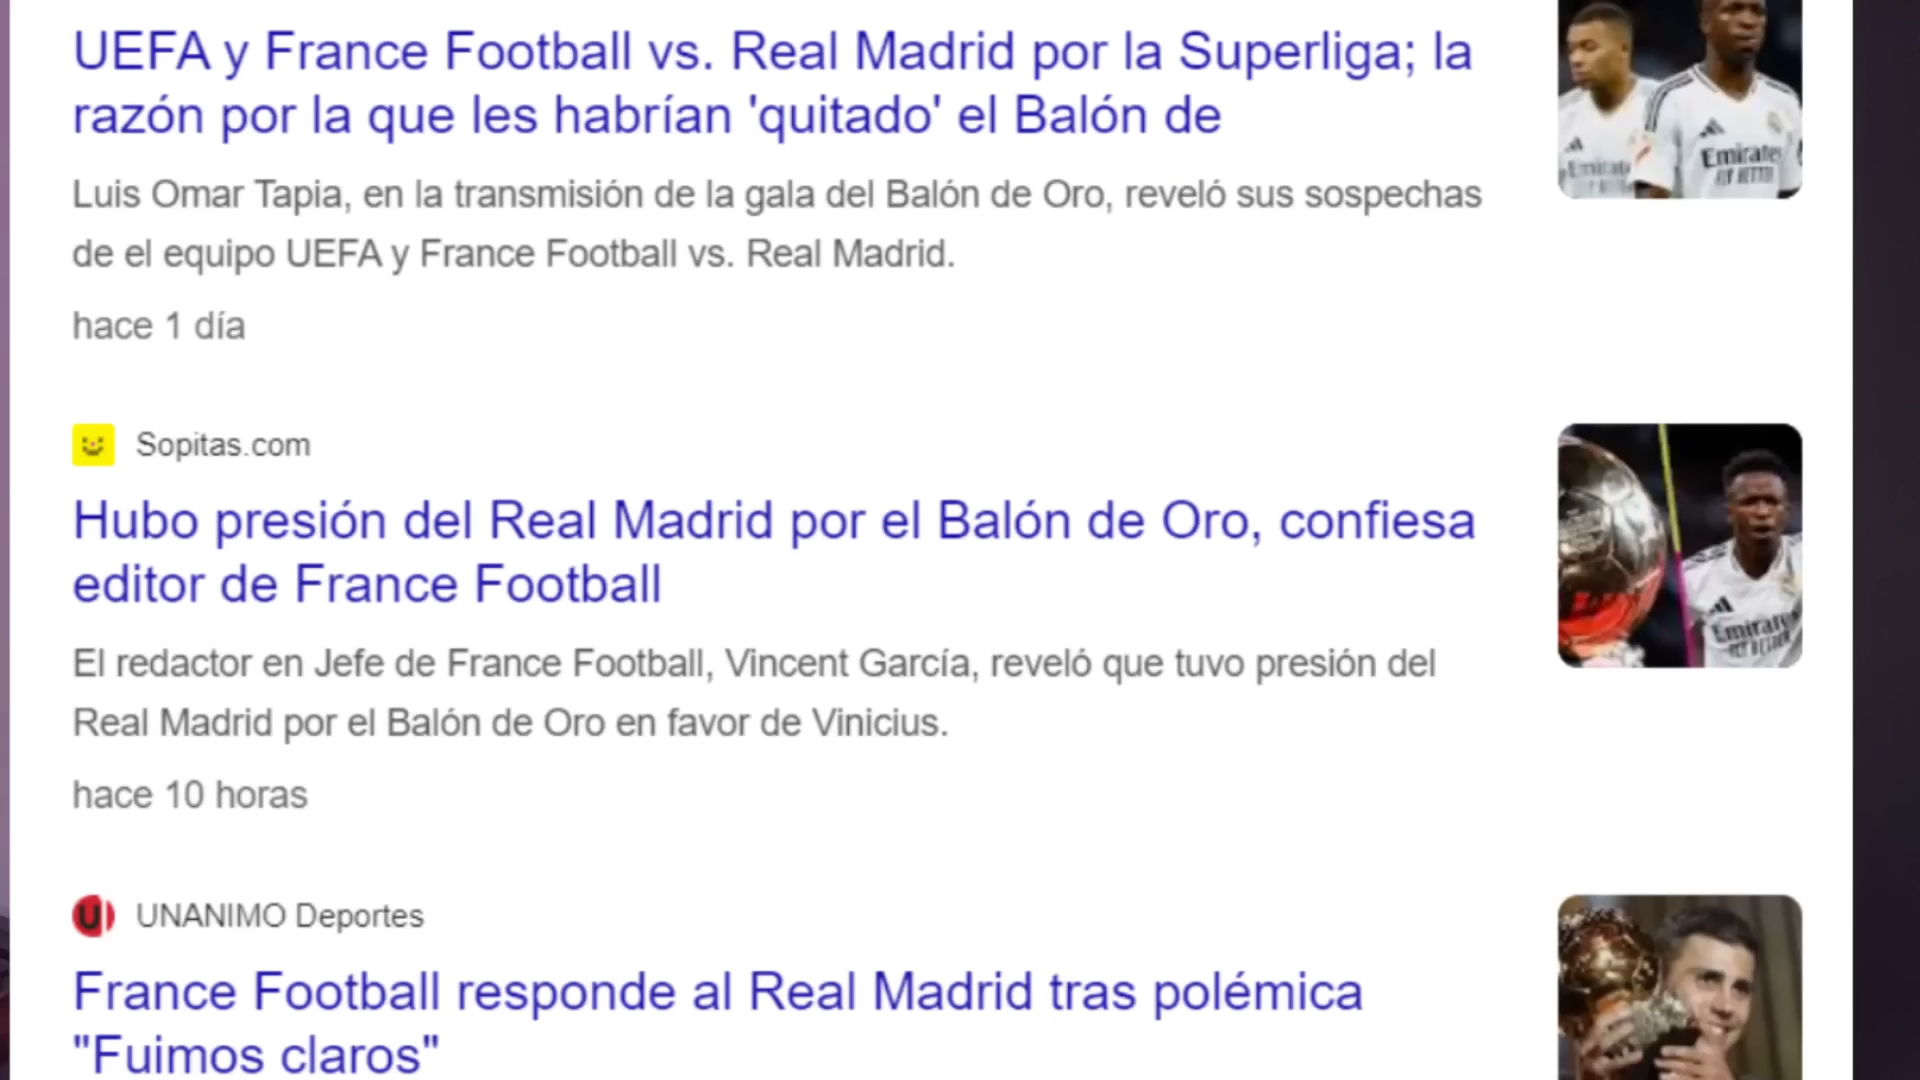 UEFA y France Football vs. Real Madrid por la Superliga; la
razón por la que les habrían 'quitado' el Balón de
Luis Omar Tapia, en la transmisión de la gala del Balón de Oro, reveló sus sospechas
de el equipo UEFA y France Football vs. Real Madrid.
hace 1 día
Emirates
FLY BETTER
Sopitas.com
Hubo presión del Real Madrid por el Balón de Oro, confiesa
editor de France Football
El redactor en Jefe de France Football, Vincent García, reveló que tuvo presión del
Real Madrid por el Balón de Oro en favor de Vinicius.
hace 10 horas
Emirates
U
UNANIMO Deportes
France Football responde al Real Madrid tras polémica
"Fuimos claros"